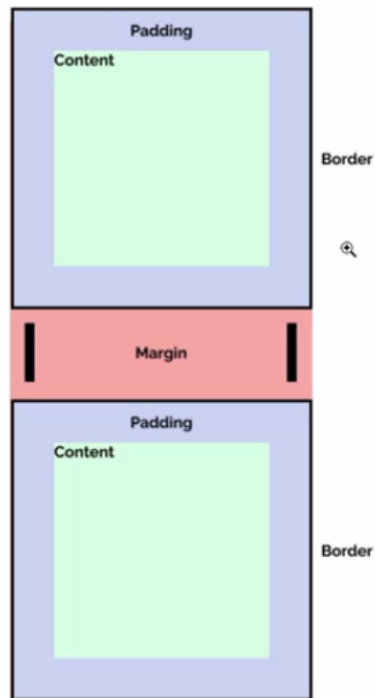 Padding
Content
Border
Margin
Padding
Content
Border